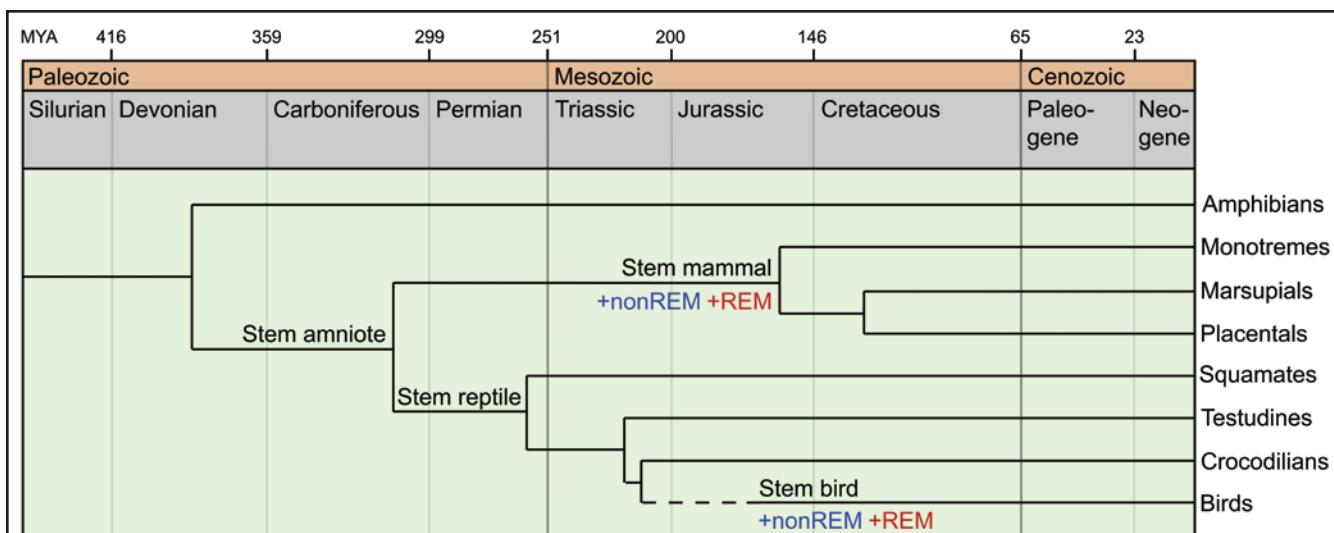 MYA 416 359 299 251 200 146 65 23
Paleozoic Mesozoic Cenozoic
Silurian Devonian Carboniferous Permian Triassic Jurassic Cretaceous Paleo- Neo-
gene gene
Amphibians
Monotremes
Stem mammal
+nonREM +REM
Marsupials
Stem amniote
Placentals
Squamates
Stem reptile
Testudines
Crocodilians
Stem bird
Birds
+nonREM +REM